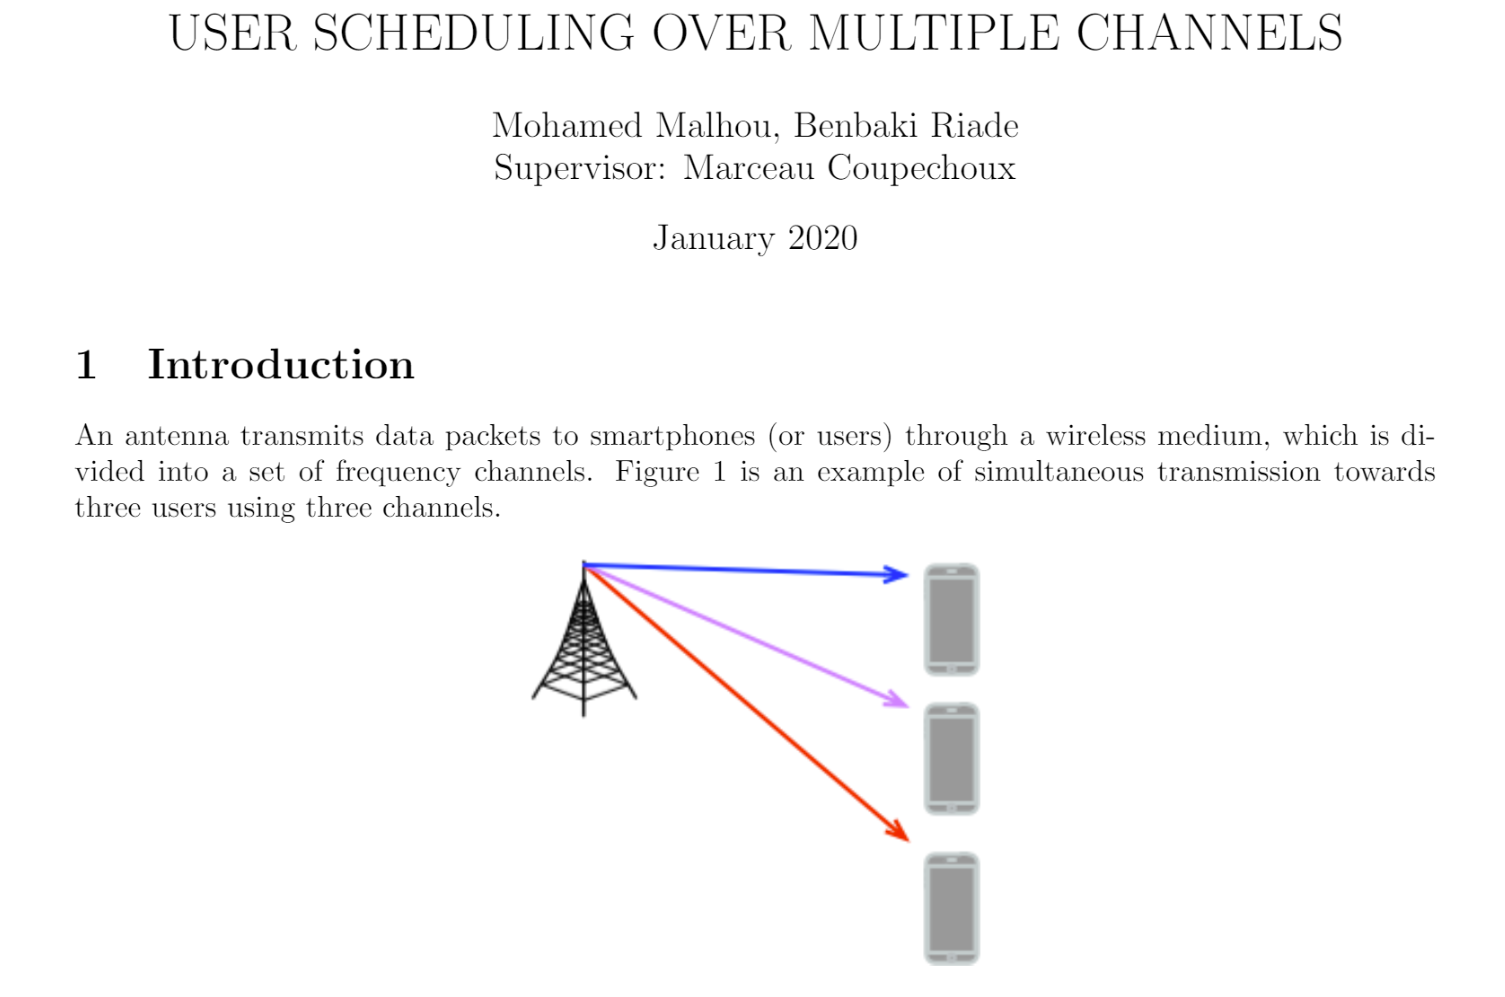 USER SCHEDULING OVER MULTIPLE CHANNELS
Mohamed Malhou, Benbaki Riade
Supervisor: Marceau Coupechoux
January 2020
1 Introduction
An antenna transmits data packets to smartphones (or users) through a wireless medium, which is di-
vided into a set of frequency channels. Figure 1 is an example of simultaneous transmission towards
three users using three channels.